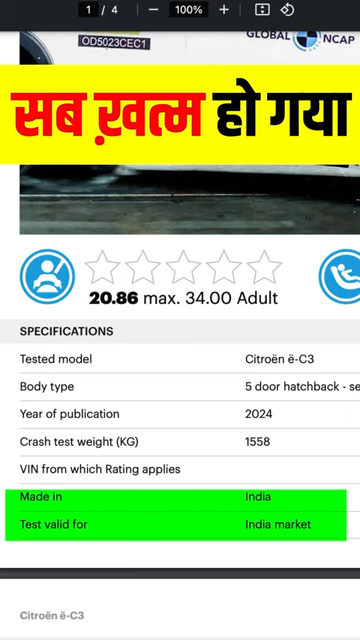 1 / 4 — 100% +
OD5023CEC1
GLOBAL NCAP
सब ख़त्म हो गया
20.86 max. 34.00 Adult
SPECIFICATIONS
Tested model Citroën ë-C3
Body type 5 door hatchback - se
Year of publication 2024
Crash test weight (KG) 1558
VIN from which Rating applies
Made in India
Test valid for India market
Citroën ë-C3